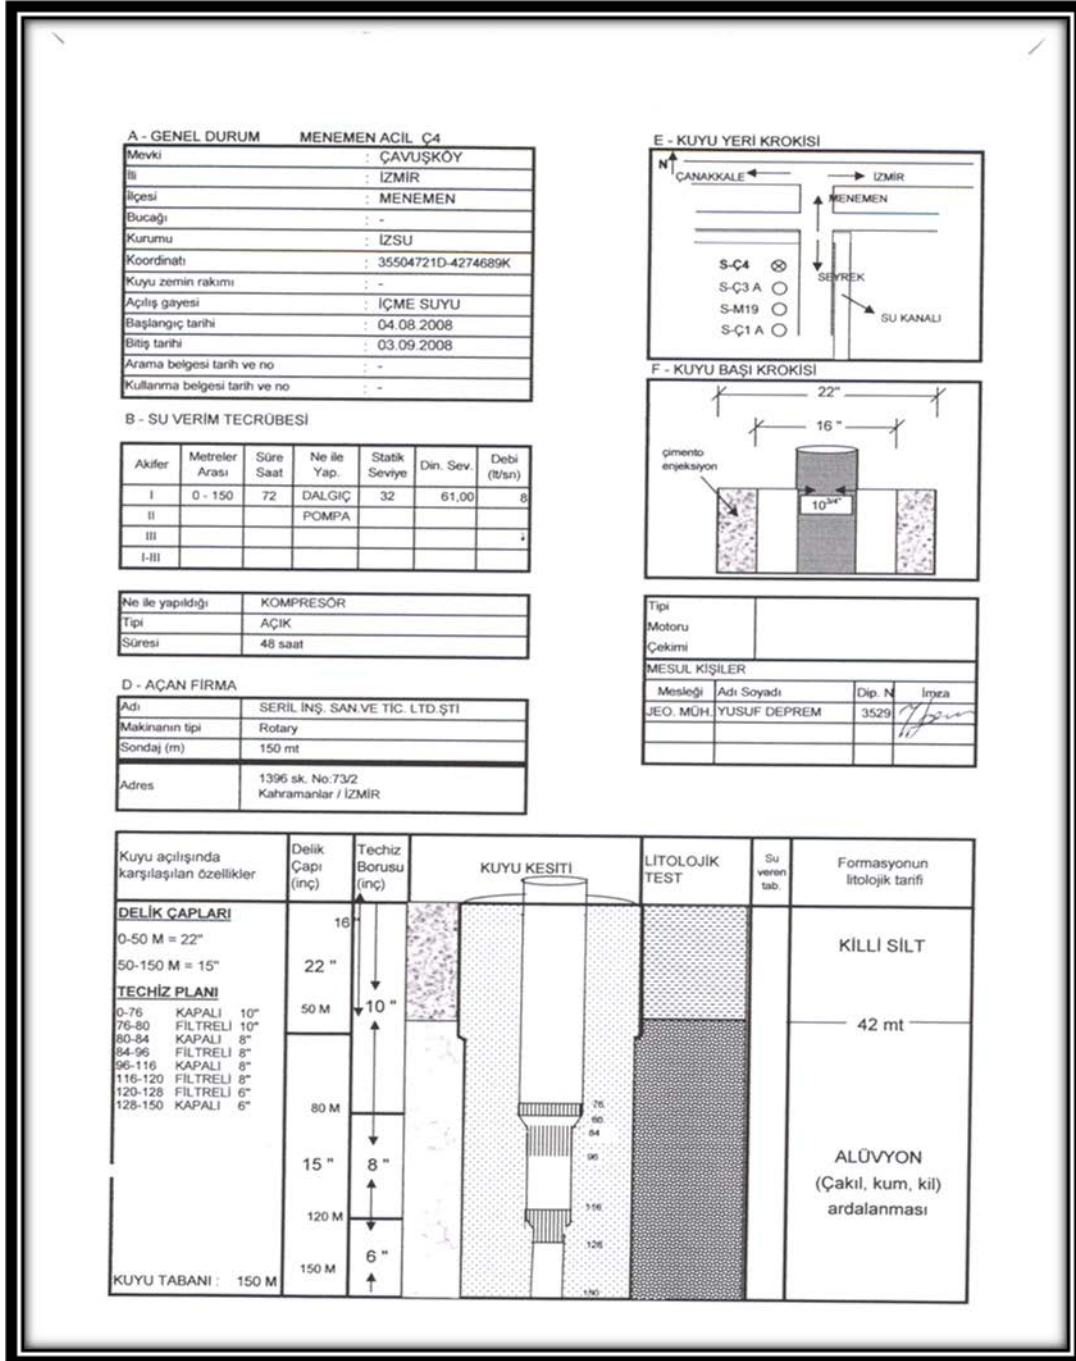 A - GENEL DURUM MENEMEN ACİL Ç4
Mevki : ÇAVUŞKÖY
İli : İZMİR
İlçesi : MENEMEN
Bucağı : -
Kurumu : İZSU
Koordinatı : 35504721D-4274689K
Kuyu zemin rakımı : -
Açılış gayesi : İÇME SUYU
Başlangıç tarihi : 04.08.2008
Bitiş tarihi : 03.09.2008
Arama belgesi tarih ve no : -
Kullanma belgesi tarih ve no : -
E - KUYU YERİ KROKİSİ
N
ÇANAKKALE İZMİR
MENEMEN
S-Ç4
SEYREK
S-Ç3 A
S-M19
SU KANALI
S-Ç1 A
B - SU VERİM TECRÜBESİ
Akifer Metreler Arası Süre Saat Ne ile Yap. Statik Seviye Din. Sev. Debi (lt/sn)
I 0 - 150 72 DALGIÇ 32 61,00 8
II POMPA
III
I-III
F - KUYU BAŞI KROKİSİ
22"
16 "
çimento
enjeksiyon
10 3/4"
Ne ile yapıldığı KOMPRESÖR
Tipi AÇIK
Süresi 48 saat
Tipi
Motoru
Çekimi
MESUL KİŞİLER
Mesleği Adı Soyadı Dip. N İmza
JEO. MÜH. YUSUF DEPREM 3529
D - AÇAN FİRMA
Adı SERİL İNŞ. SAN.VE TİC. LTD.ŞTİ
Makinanın tipi Rotary
Sondaj (m) 150 mt
Adres 1396 sk. No:73/2
Kahramanlar / İZMİR
Kuyu açılışında
karşılaşılan özellikler
Delik
Çapı
(inç)
Techiz
Borusu
(inç)
KUYU KESİTİ
LİTOLOJİK
TEST
Su
veren
tab.
Formasyonun
litolojik tarifi
DELİK ÇAPLARI
0-50 M = 22"
50-150 M = 15"
TECHİZ PLANI
0-76 KAPALI 10"
76-80 FİLTRELİ 10"
80-84 KAPALI 8"
84-96 FİLTRELİ 8"
96-116 KAPALI 8"
116-120 FİLTRELİ 8"
120-128 FİLTRELİ 6"
128-150 KAPALI 6"
KUYU TABANI : 150 M
22 "
50 M
80 M
15 "
120 M
150 M
16"
10 "
8 "
6 "
76
84
96
116
128
150
KİLLİ SİLT
42 mt
ALÜVYON
(Çakıl, kum, kil)
ardalanması